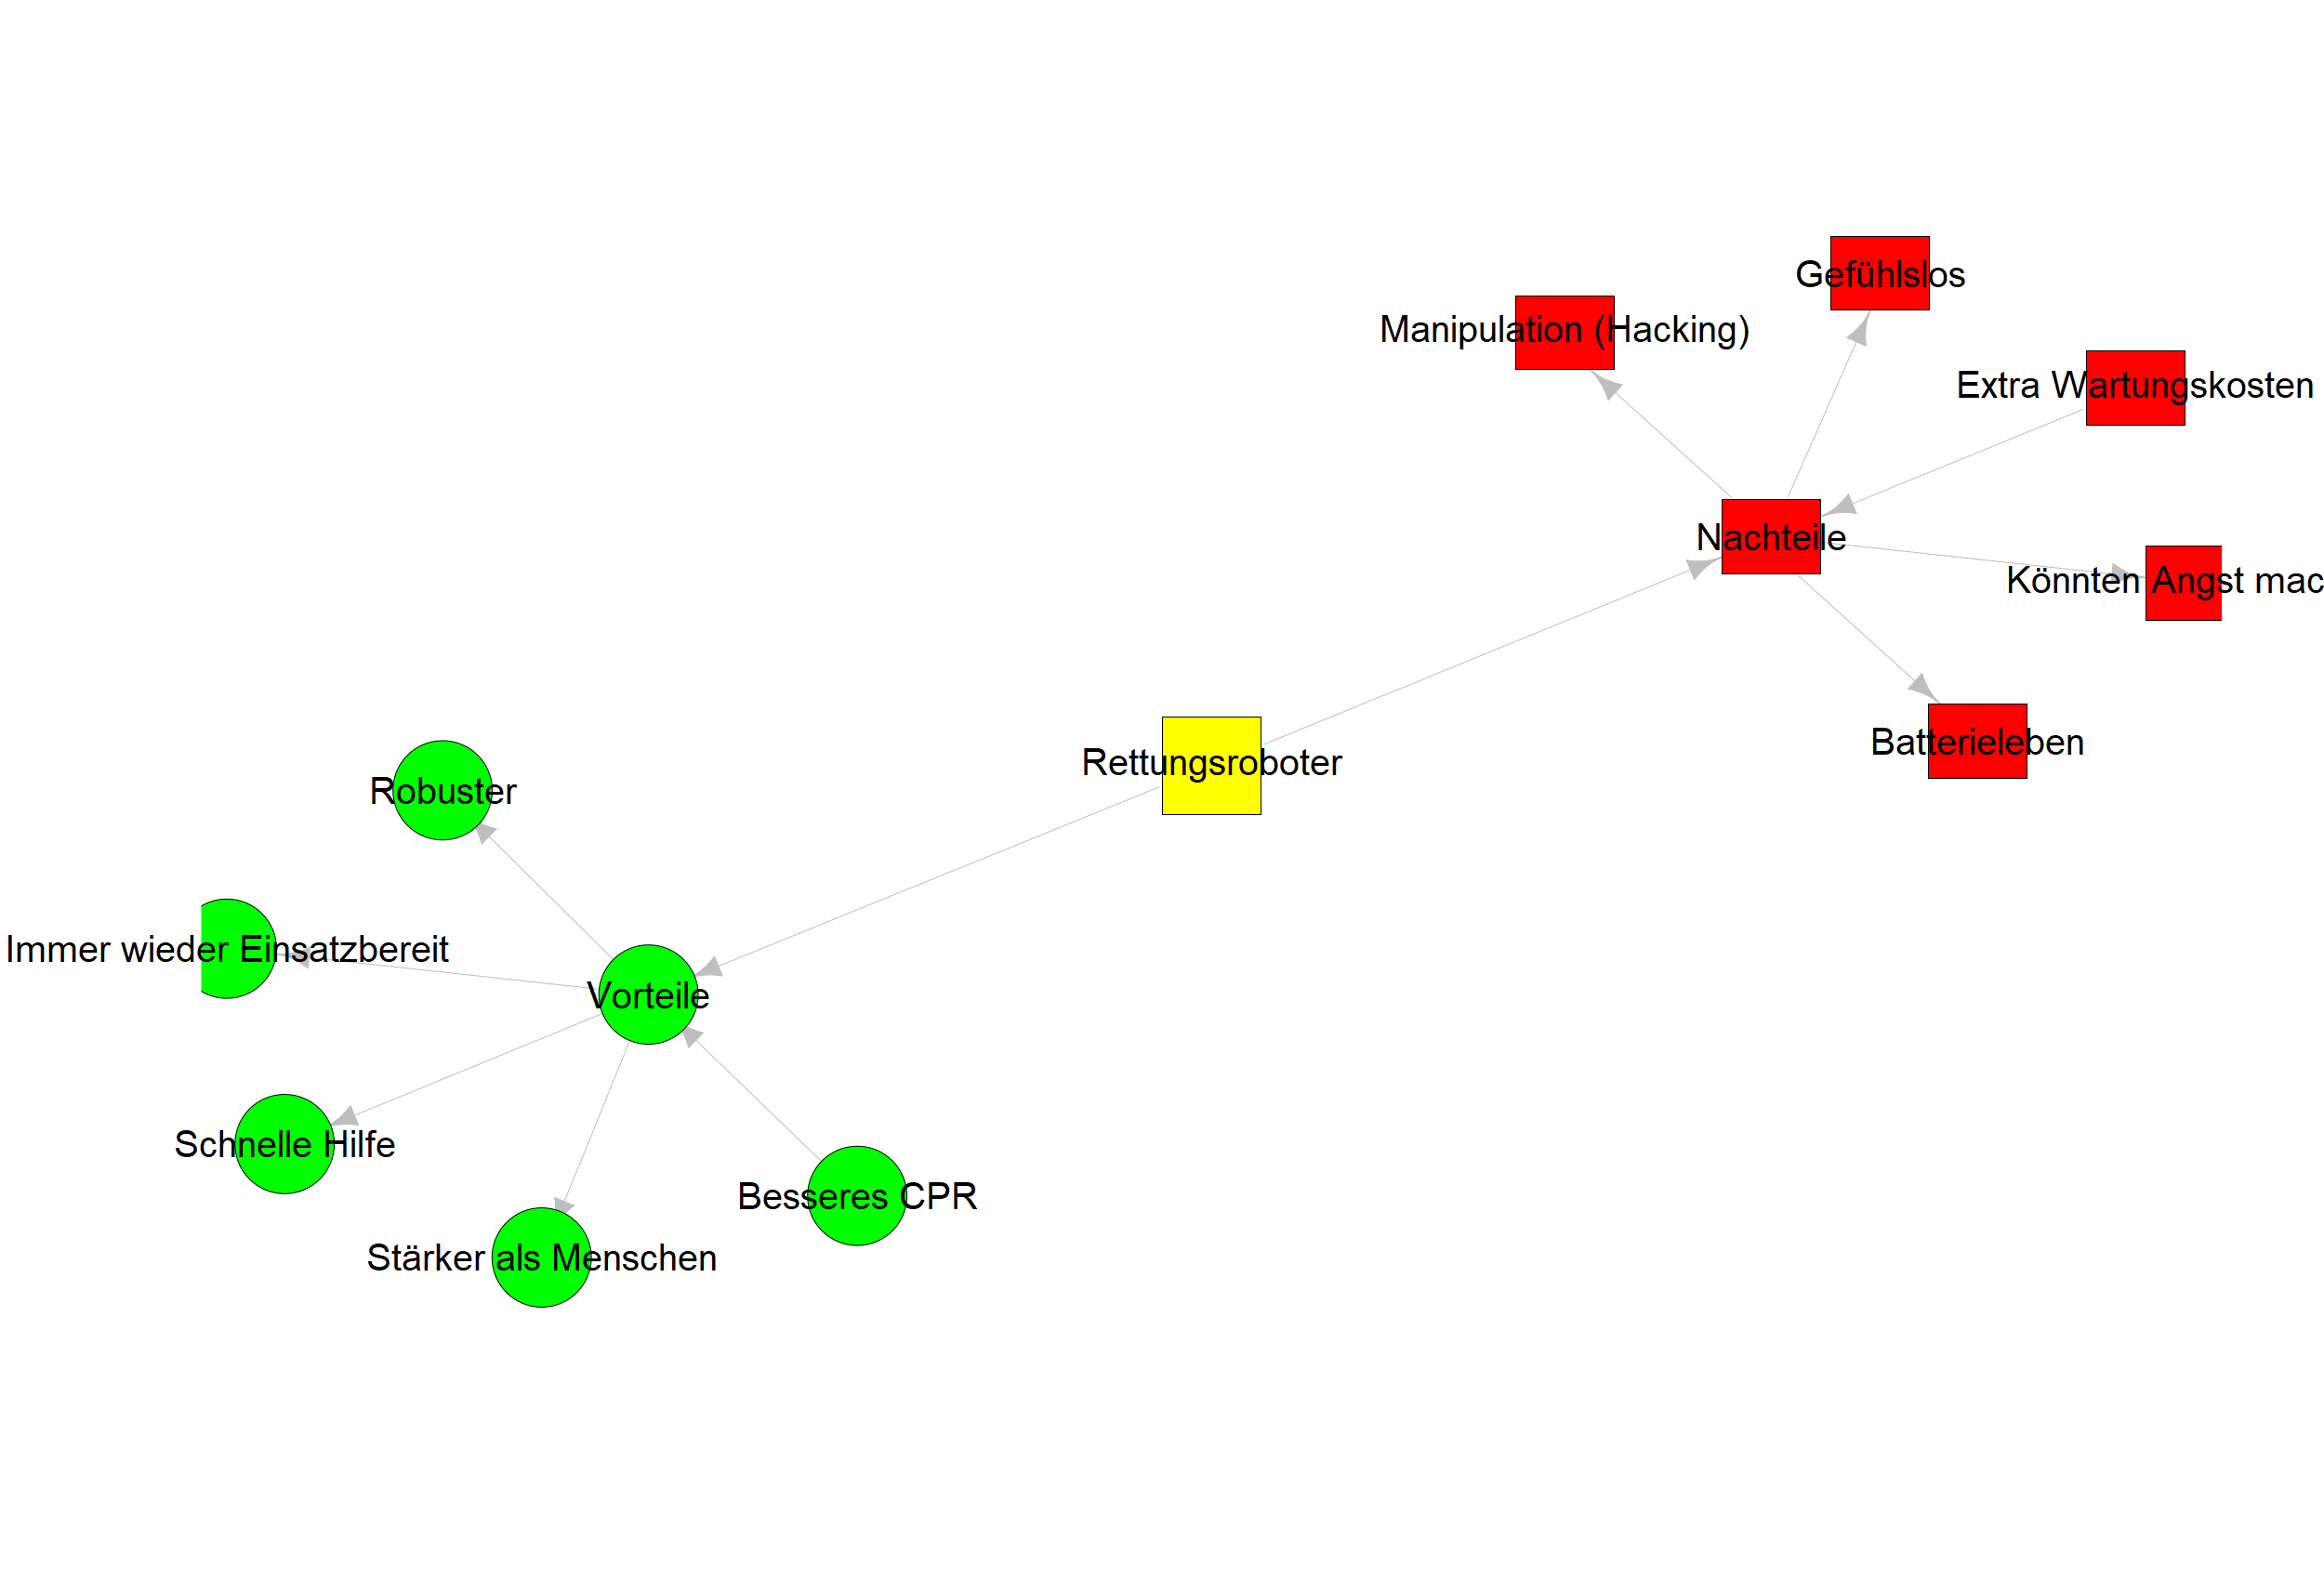 Gefühlslos
Manipulation (Hacking)
Extra Wartungskosten
Nachteile
Könnten Angst mac
Batterieleben
Rettungsroboter
Robuster
Immer wieder Einsatzbereit
Vorteile
Schnelle Hilfe
Besseres CPR
Stärker als Menschen